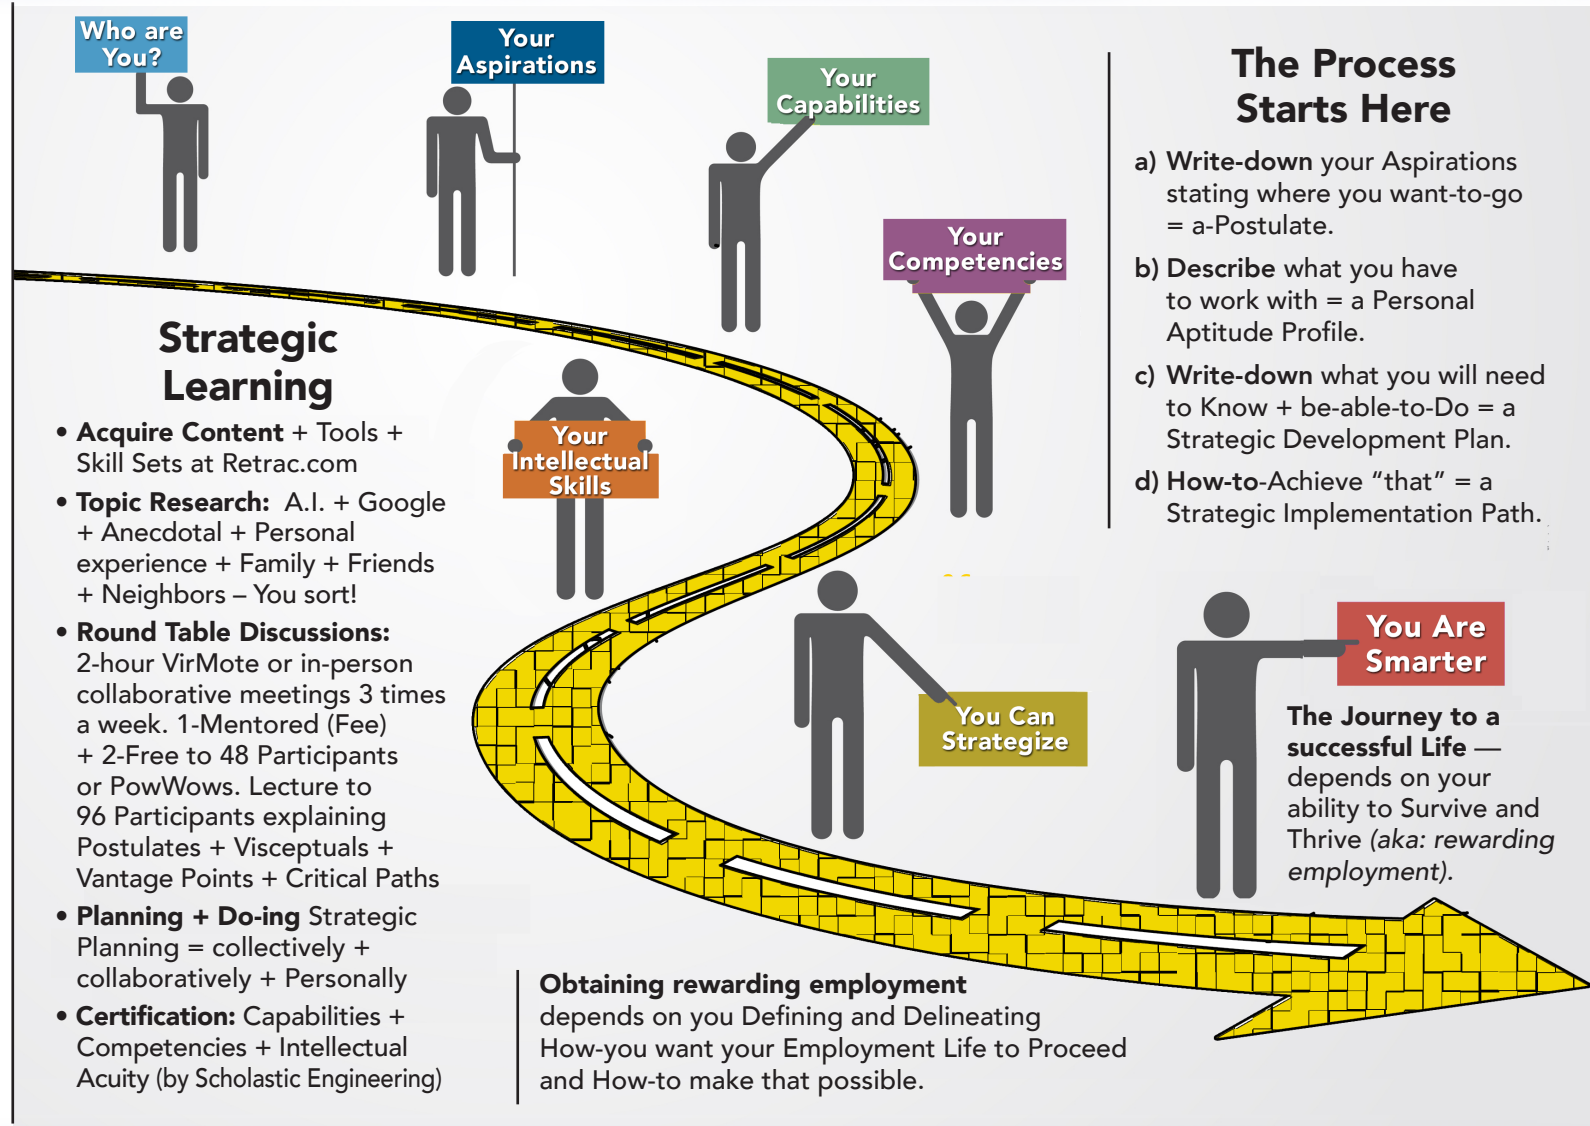 Who are
You?
Your
Aspirations
Your
Capabilities
Your
Competencies
Your
Intellectual
Skills
You Can
Strategize
You Are
Smarter
The Process
Starts Here
a) Write-down your Aspirations
stating where you want-to-go
= a-Postulate.
b) Describe what you have
to work with = a Personal
Aptitude Profile.
c) Write-down what you will need
to Know + be-able-to-Do = a
Strategic Development Plan.
d) How-to-Achieve “that” = a
Strategic Implementation Path.
Strategic
Learning
• Acquire Content + Tools +
Skill Sets at Retrac.com
• Topic Research: A.I. + Google
+ Anecdotal + Personal
experience + Family + Friends
+ Neighbors – You sort!
• Round Table Discussions:
2-hour VirMote or in-person
collaborative meetings 3 times
a week. 1-Mentored (Fee)
+ 2-Free to 48 Participants
or PowWows. Lecture to
96 Participants explaining
Postulates + Visceptuals +
Vantage Points + Critical Paths
• Planning + Do-ing Strategic
Planning = collectively +
collaboratively + Personally
• Certification: Capabilities +
Competencies + Intellectual
Acuity (by Scholastic Engineering)
The Journey to a
successful Life —
depends on your
ability to Survive and
Thrive (aka: rewarding
employment).
Obtaining rewarding employment
depends on you Defining and Delineating
How-you want your Employment Life to Proceed
and How-to make that possible.